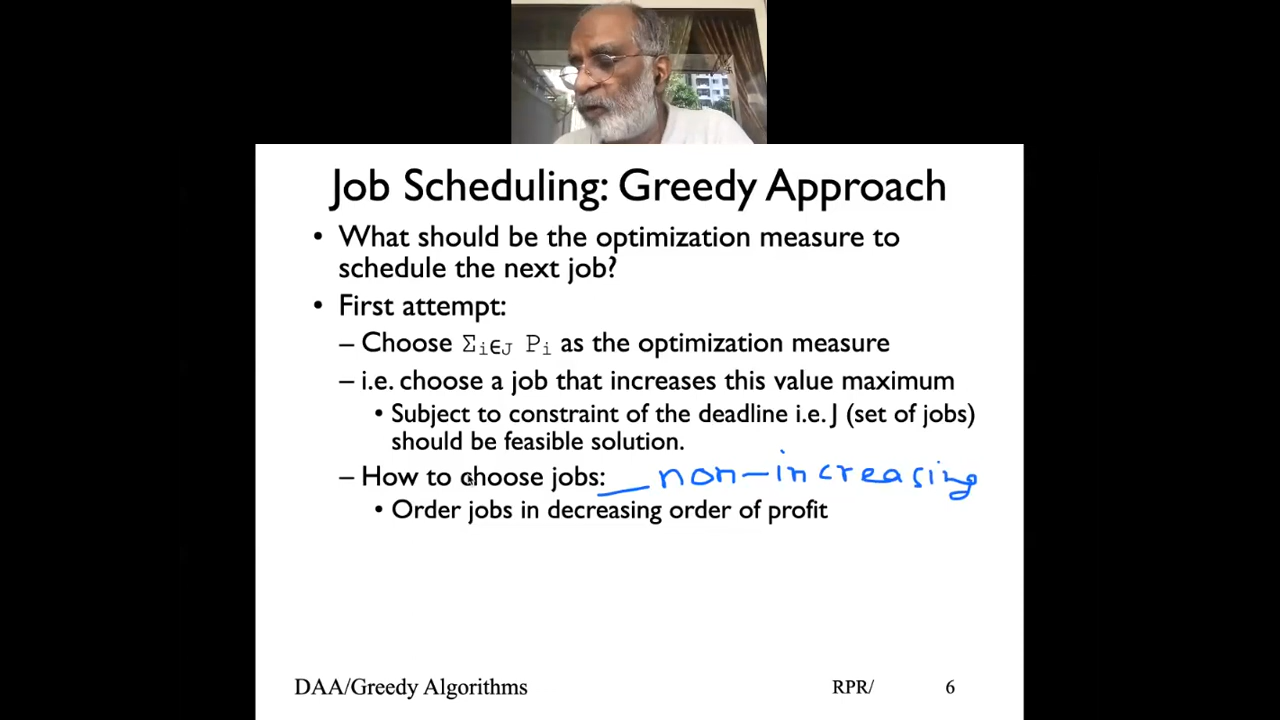 Job Scheduling: Greedy Approach
• What should be the optimization measure to
schedule the next job?
• First attempt:
– Choose Σi∈J Pi as the optimization measure
– i.e. choose a job that increases this value maximum
• Subject to constraint of the deadline i.e. J (set of jobs)
should be feasible solution.
– How to choose jobs: __ non-increasing
• Order jobs in decreasing order of profit
DAA/Greedy Algorithms RPR/ 6